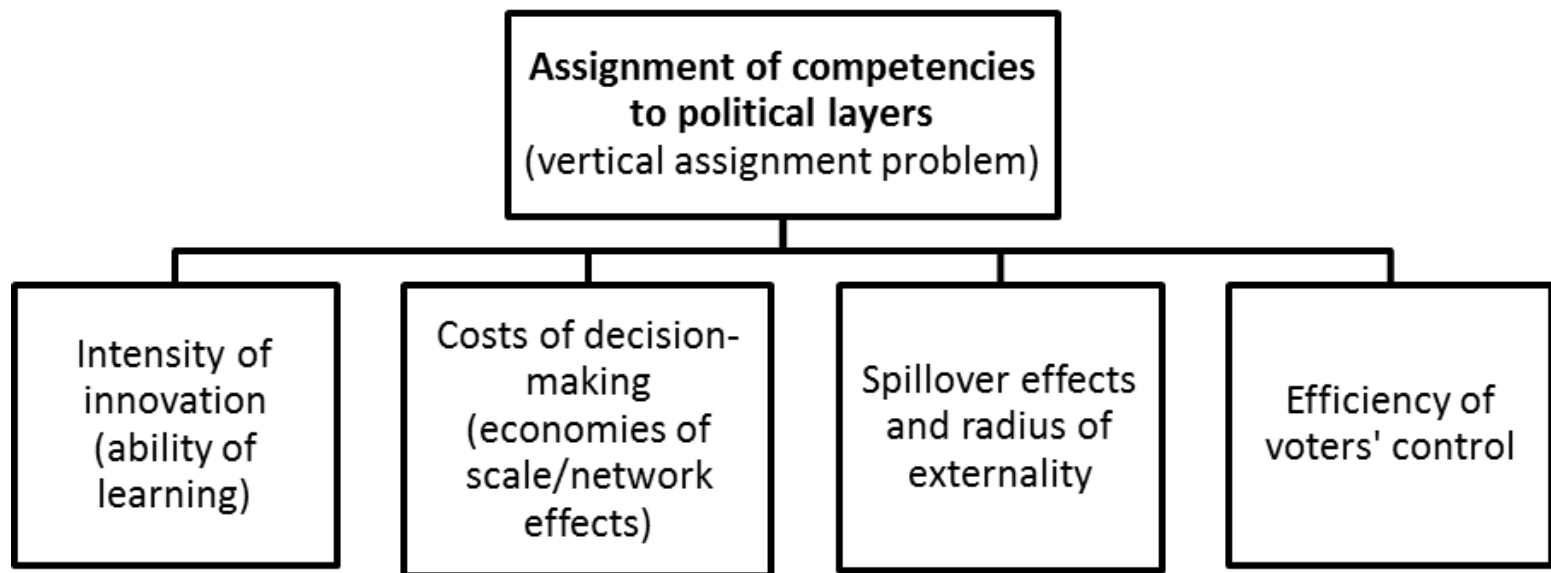 Assignment of competencies
to political layers
(vertical assignment problem)
Intensity of
innovation
(ability of
learning)
Costs of decision-
making
(economies of
scale/network
effects)
Spillover effects
and radius of
externality
Efficiency of
voters' control